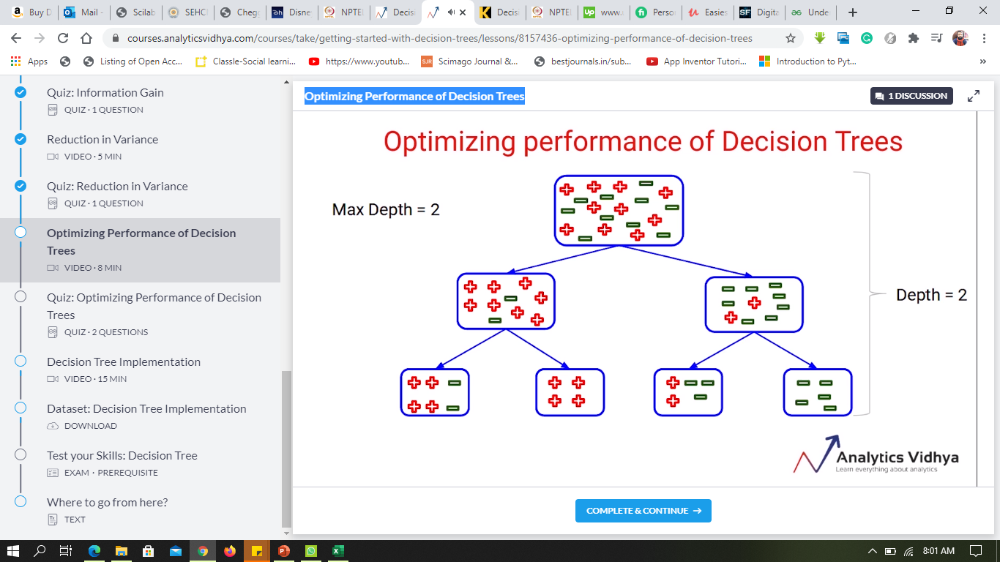 Buy D
Mail -
Scilab
SEHC
Chegg
Disne
NPTEL
Decis
Decis
NPTEL
www.
Perso
Easies
Digita
Unde
courses.analyticsvidhya.com/courses/take/getting-started-with-decision-trees/lessons/8157436-optimizing-performance-of-decision-trees
Apps
Listing of Open Acc...
Classle-Social learni...
https://www.youtub...
SJR
Scimago Journal &...
bestjournals.in/sub...
App Inventor Tutori...
Introduction to Pyt...
»
Quiz: Information Gain
QUIZ · 1 QUESTION
Reduction in Variance
VIDEO · 5 MIN
Quiz: Reduction in Variance
QUIZ · 1 QUESTION
Optimizing Performance of Decision
Trees
VIDEO · 8 MIN
Quiz: Optimizing Performance of Decision
Trees
QUIZ · 2 QUESTIONS
Decision Tree Implementation
VIDEO · 15 MIN
Dataset: Decision Tree Implementation
DOWNLOAD
Test your Skills: Decision Tree
EXAM · PREREQUISITE
Where to go from here?
TEXT
Optimizing Performance of Decision Trees
1 DISCUSSION
Optimizing performance of Decision Trees
Max Depth = 2
Depth = 2
Analytics Vidhya
Learn everything about analytics
COMPLETE & CONTINUE →
8:01 AM